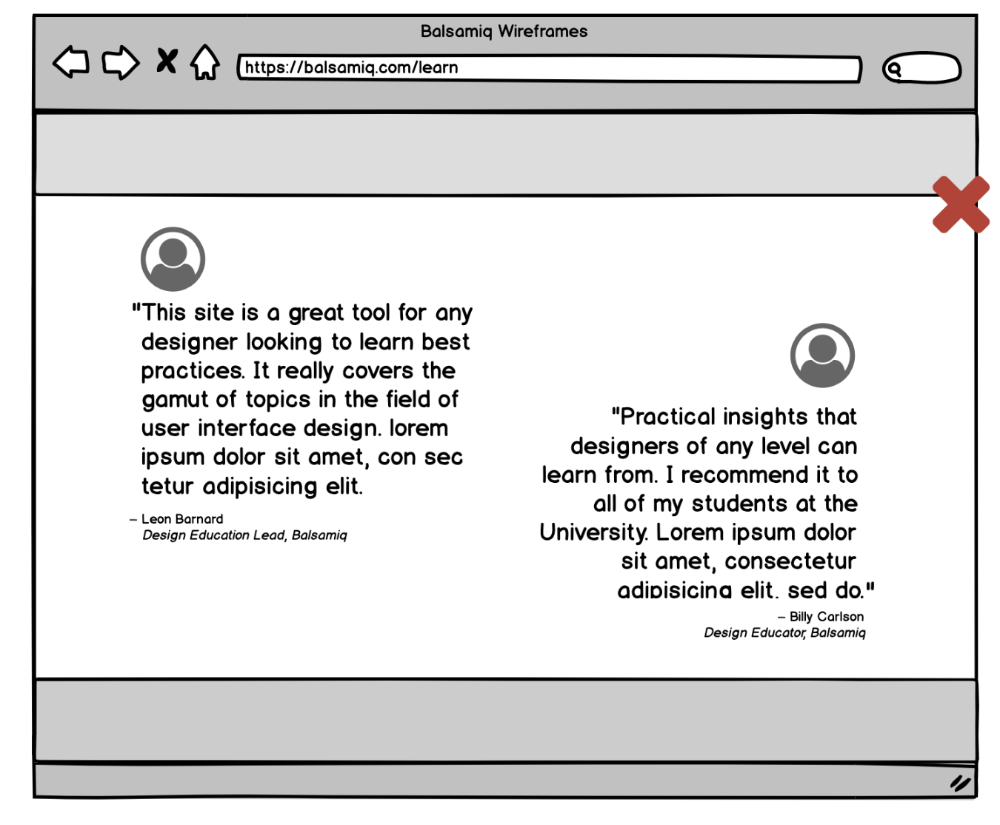 Balsamiq Wireframes
https://balsamiq.com/learn
"This site is a great tool for any
designer looking to learn best
practices. It really covers the
gamut of topics in the field of
user interface design. lorem
ipsum dolor sit amet, con sec
tetur adipisicing elit.
– Leon Barnard
Design Education Lead, Balsamiq
"Practical insights that
designers of any level can
learn from. I recommend it to
all of my students at the
University. Lorem ipsum dolor
sit amet, consectetur
adipisicing elit, sed do."
– Billy Carlson
Design Educator, Balsamiq